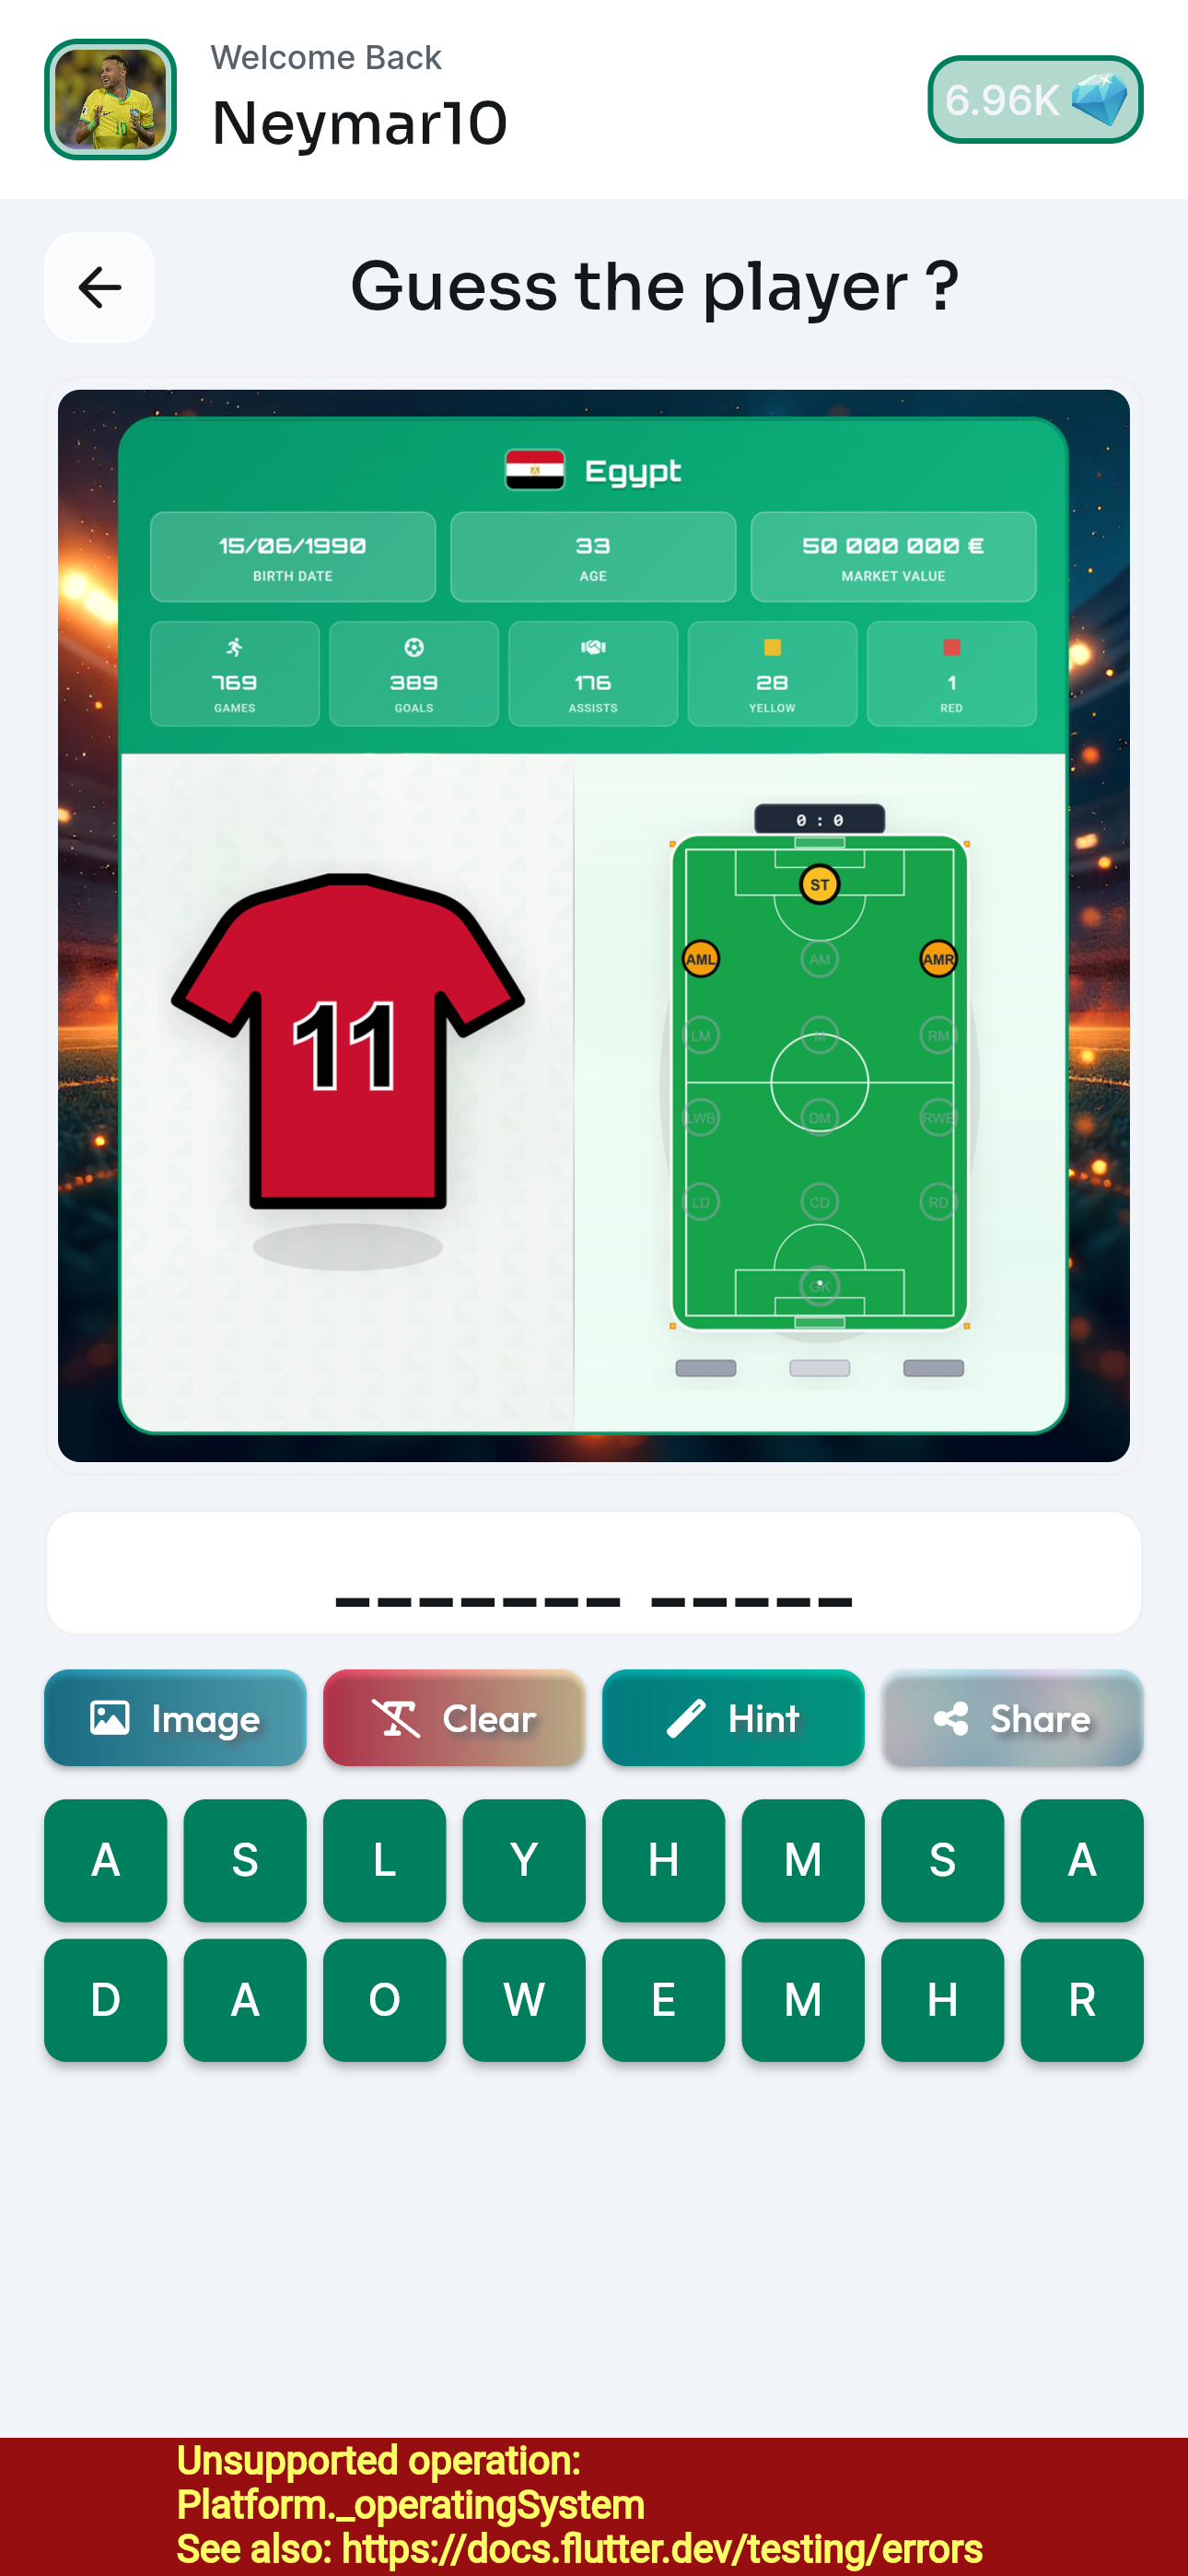 Welcome Back
Neymar10
6.96K
Guess the player ?
Egypt
15/06/1990
BIRTH DATE
33
AGE
50 000 000 €
MARKET VALUE
769
GAMES
389
GOALS
176
ASSISTS
28
YELLOW
1
RED
11
0 : 0
ST
AML AM AMR
LM M RM
LWB DM RWB
LD CD RD
GK
_______ _____
Image Clear Hint Share
A S L Y H M S A
D A O W E M H R
Unsupported operation:
Platform._operatingSystem
See also: https://docs.flutter.dev/testing/errors